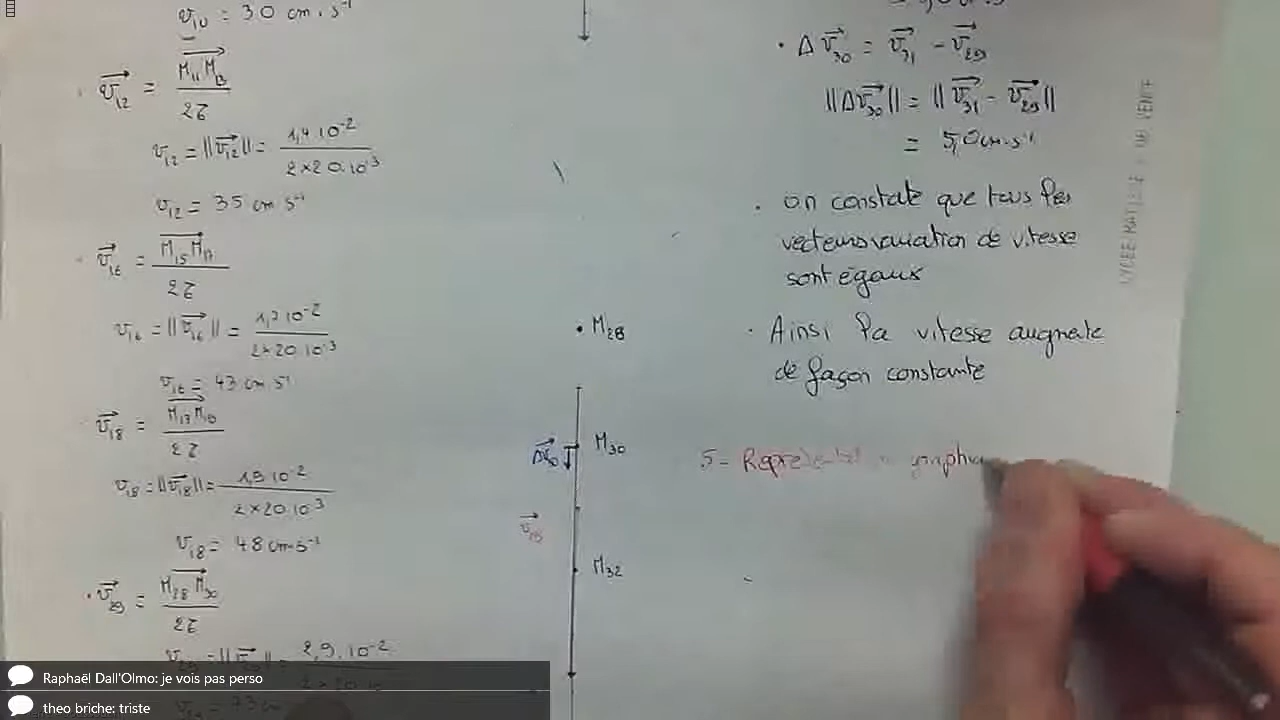 v₁₀ = 30 cm.s⁻¹
v₁₂ = M₁₁M₁₃ / 2τ
v₁₂ = ||v₁₂|| = 1,4 10⁻² / 2×20.10⁻³
v₁₂ = 35 cm s⁻¹
v₁₆ = M₁₅M₁₇ / 2τ
v₁₆ = ||v₁₆|| = 1,7 10⁻² / 2×20.10⁻³
v₁₆ = 43 cm.s⁻¹
v₁₈ = M₁₇M₁₉ / 2τ
v₁₈ = ||v₁₈|| = 1,9 10⁻² / 2×20.10⁻³
v₁₈ = 48 cm.s⁻¹
v₂₉ = M₂₈M₃₀ / 2τ
2,9.10⁻²
M₂₈
M₃₀
M₃₂
Δv₃₀ = v₃₁ - v₂₉
||Δv₃₀|| = ||v₃₁ - v₂₉||
= 5,0 cm.s⁻¹
. on constate que tous les
vecteurs variation de vitesse
sont égaux
. Ainsi la vitesse augmente
de façon constante
5-
Raphaël Dall'Olmo: je vois pas perso
theo briche: triste